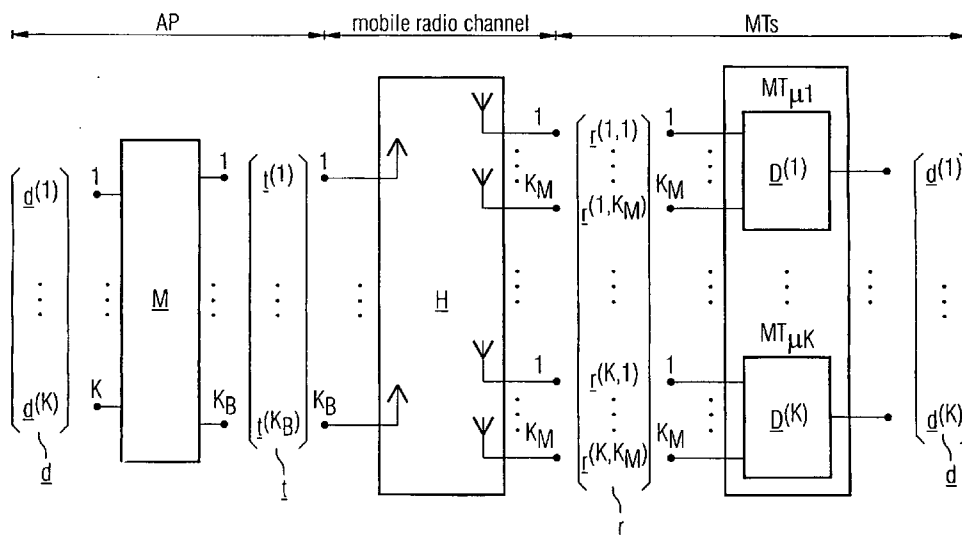 AP mobile radio channel MTs
MTμ1
1 r(1,1) 1
d(1) 1 1 t(1) 1 D(1) d(1)
KM r(1,KM) KM
M H
MTμK
1 r(K,1) 1
d(K) K KB t(KB) KB D(K) d(K)
KM r(K,KM) KM
d t d
r